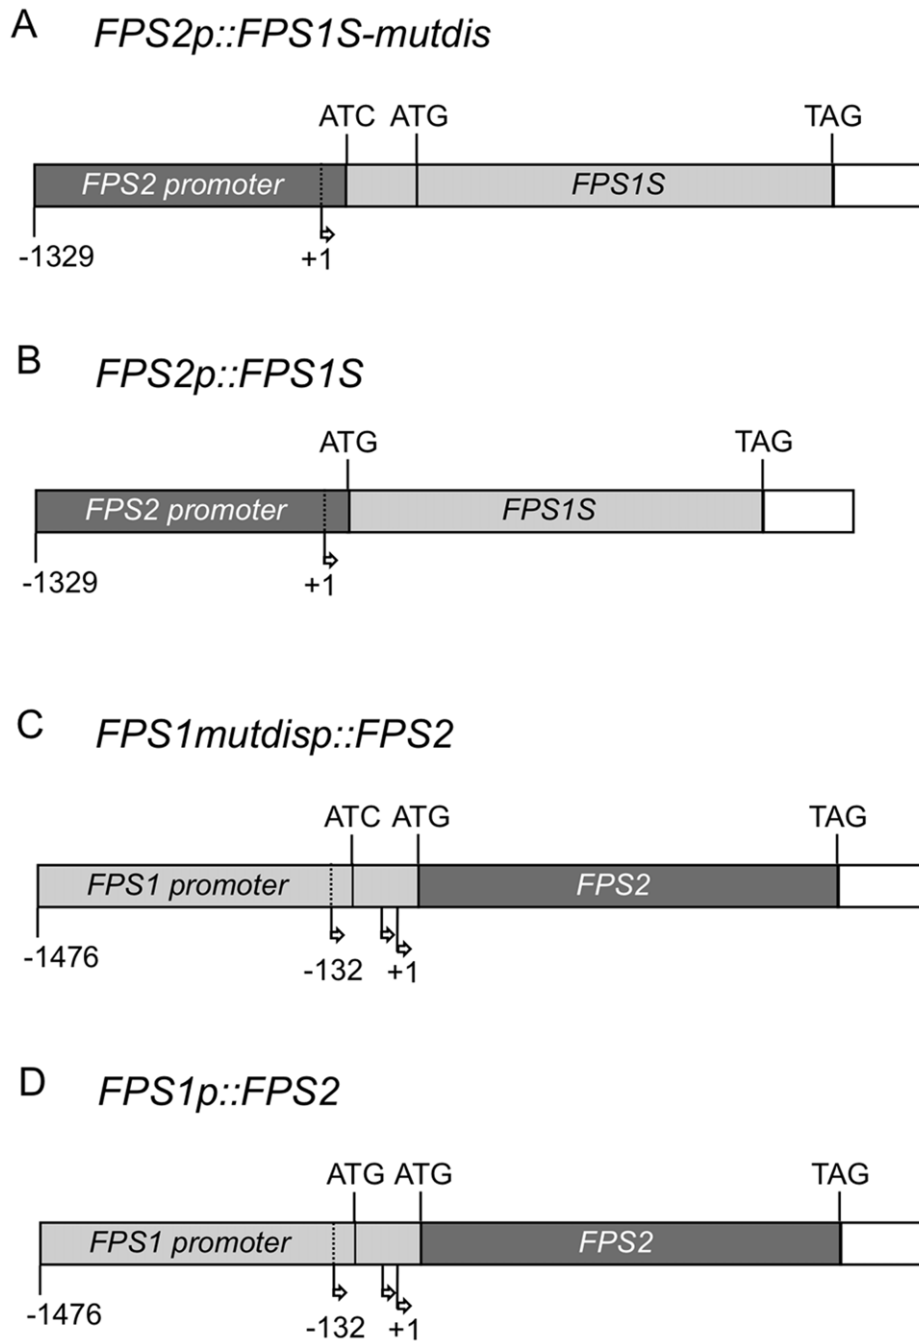 A FPS2p::FPS1S-mutdis
ATC ATG TAG
FPS2 promoter FPS1S
-1329 +1
B FPS2p::FPS1S
ATG TAG
FPS2 promoter FPS1S
-1329 +1
C FPS1mutdisp::FPS2
ATC ATG TAG
FPS1 promoter FPS2
-1476 -132 +1
D FPS1p::FPS2
ATG ATG TAG
FPS1 promoter FPS2
-1476 -132 +1